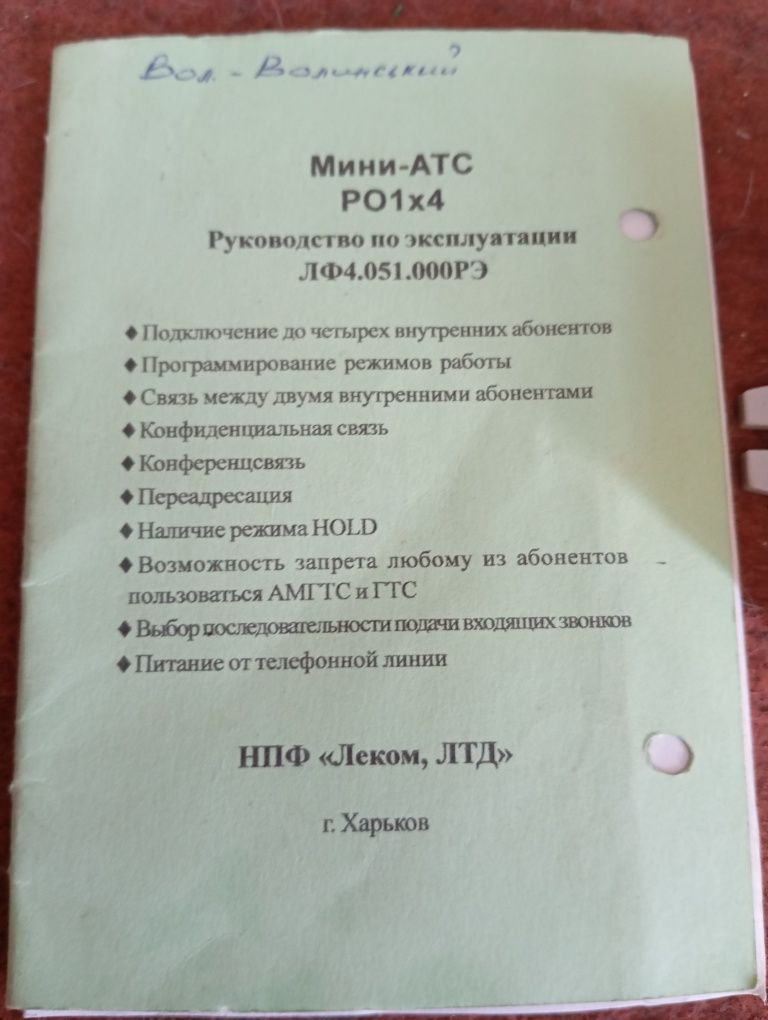 Вол. - Волинський
Мини-АТС
РО1х4
Руководство по эксплуатации
ЛФ4.051.000РЭ
♦ Подключение до четырех внутренних абонентов
♦ Программирование режимов работы
♦ Связь между двумя внутренними абонентами
♦ Конфиденциальная связь
♦ Конференцсвязь
♦ Переадресация
♦ Наличие режима HOLD
♦ Возможность запрета любому из абонентов
пользоваться АМГТС и ГТС
♦ Выбор последовательности подачи входящих звонков
♦ Питание от телефонной линии
НПФ «Леком, ЛТД»
г. Харьков